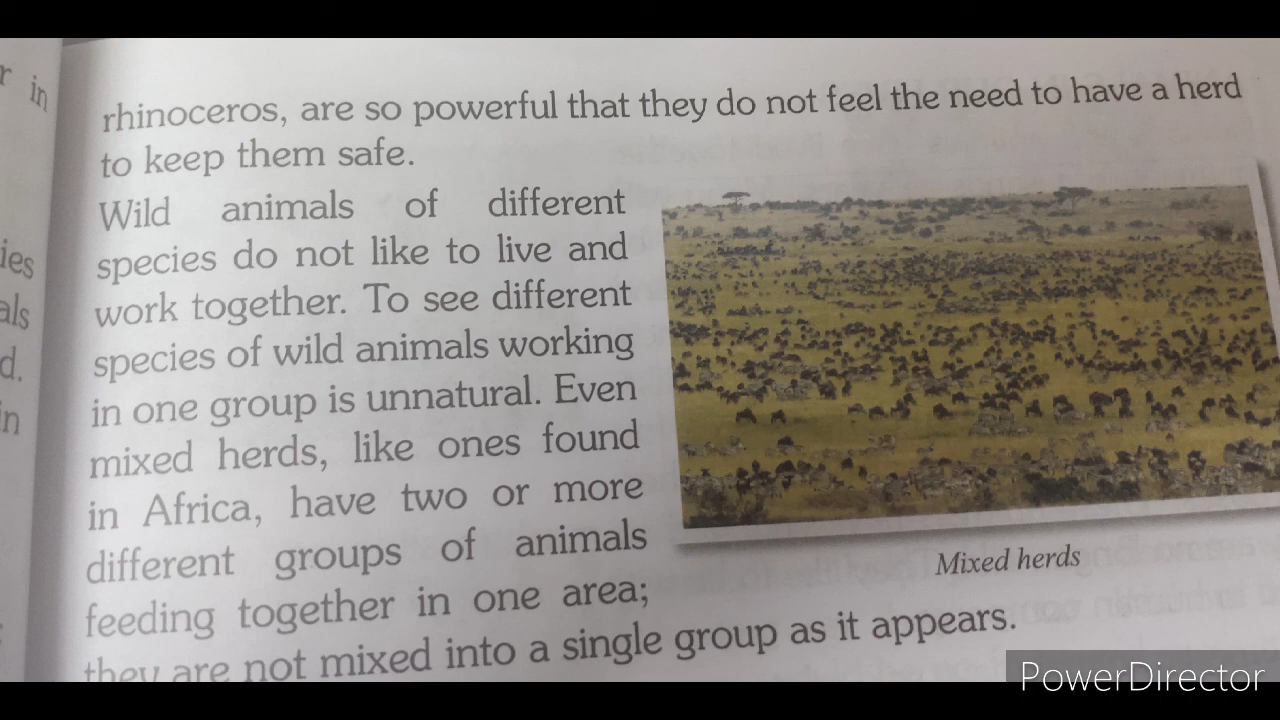 r in
rhinoceros, are so powerful that they do not feel the need to have a herd
to keep them safe.
Wild animals of different
species do not like to live and
work together. To see different
species of wild animals working
in one group is unnatural. Even
mixed herds, like ones found
in Africa, have two or more
different groups of animals
feeding together in one area;
they are not mixed into a single group as it appears.
Mixed herds
ies
als
d.
in
PowerDirector